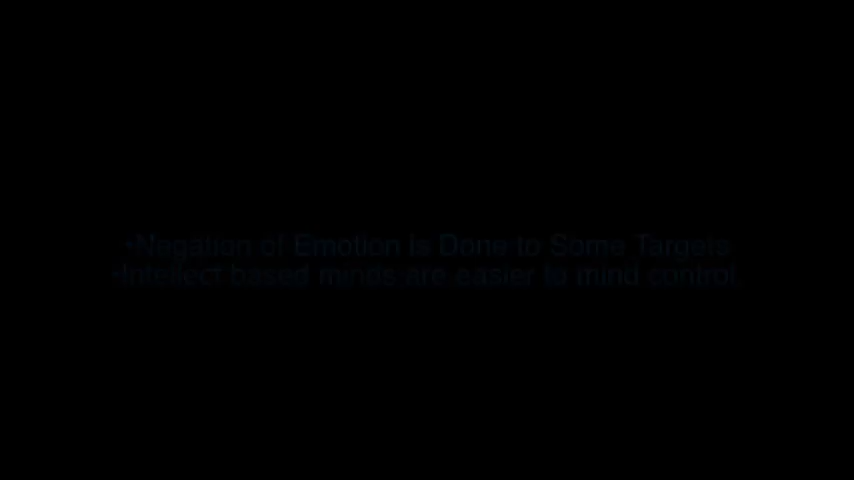 •Negation of Emotion is Done to Some Targets
•Intellect based minds are easier to mind control.